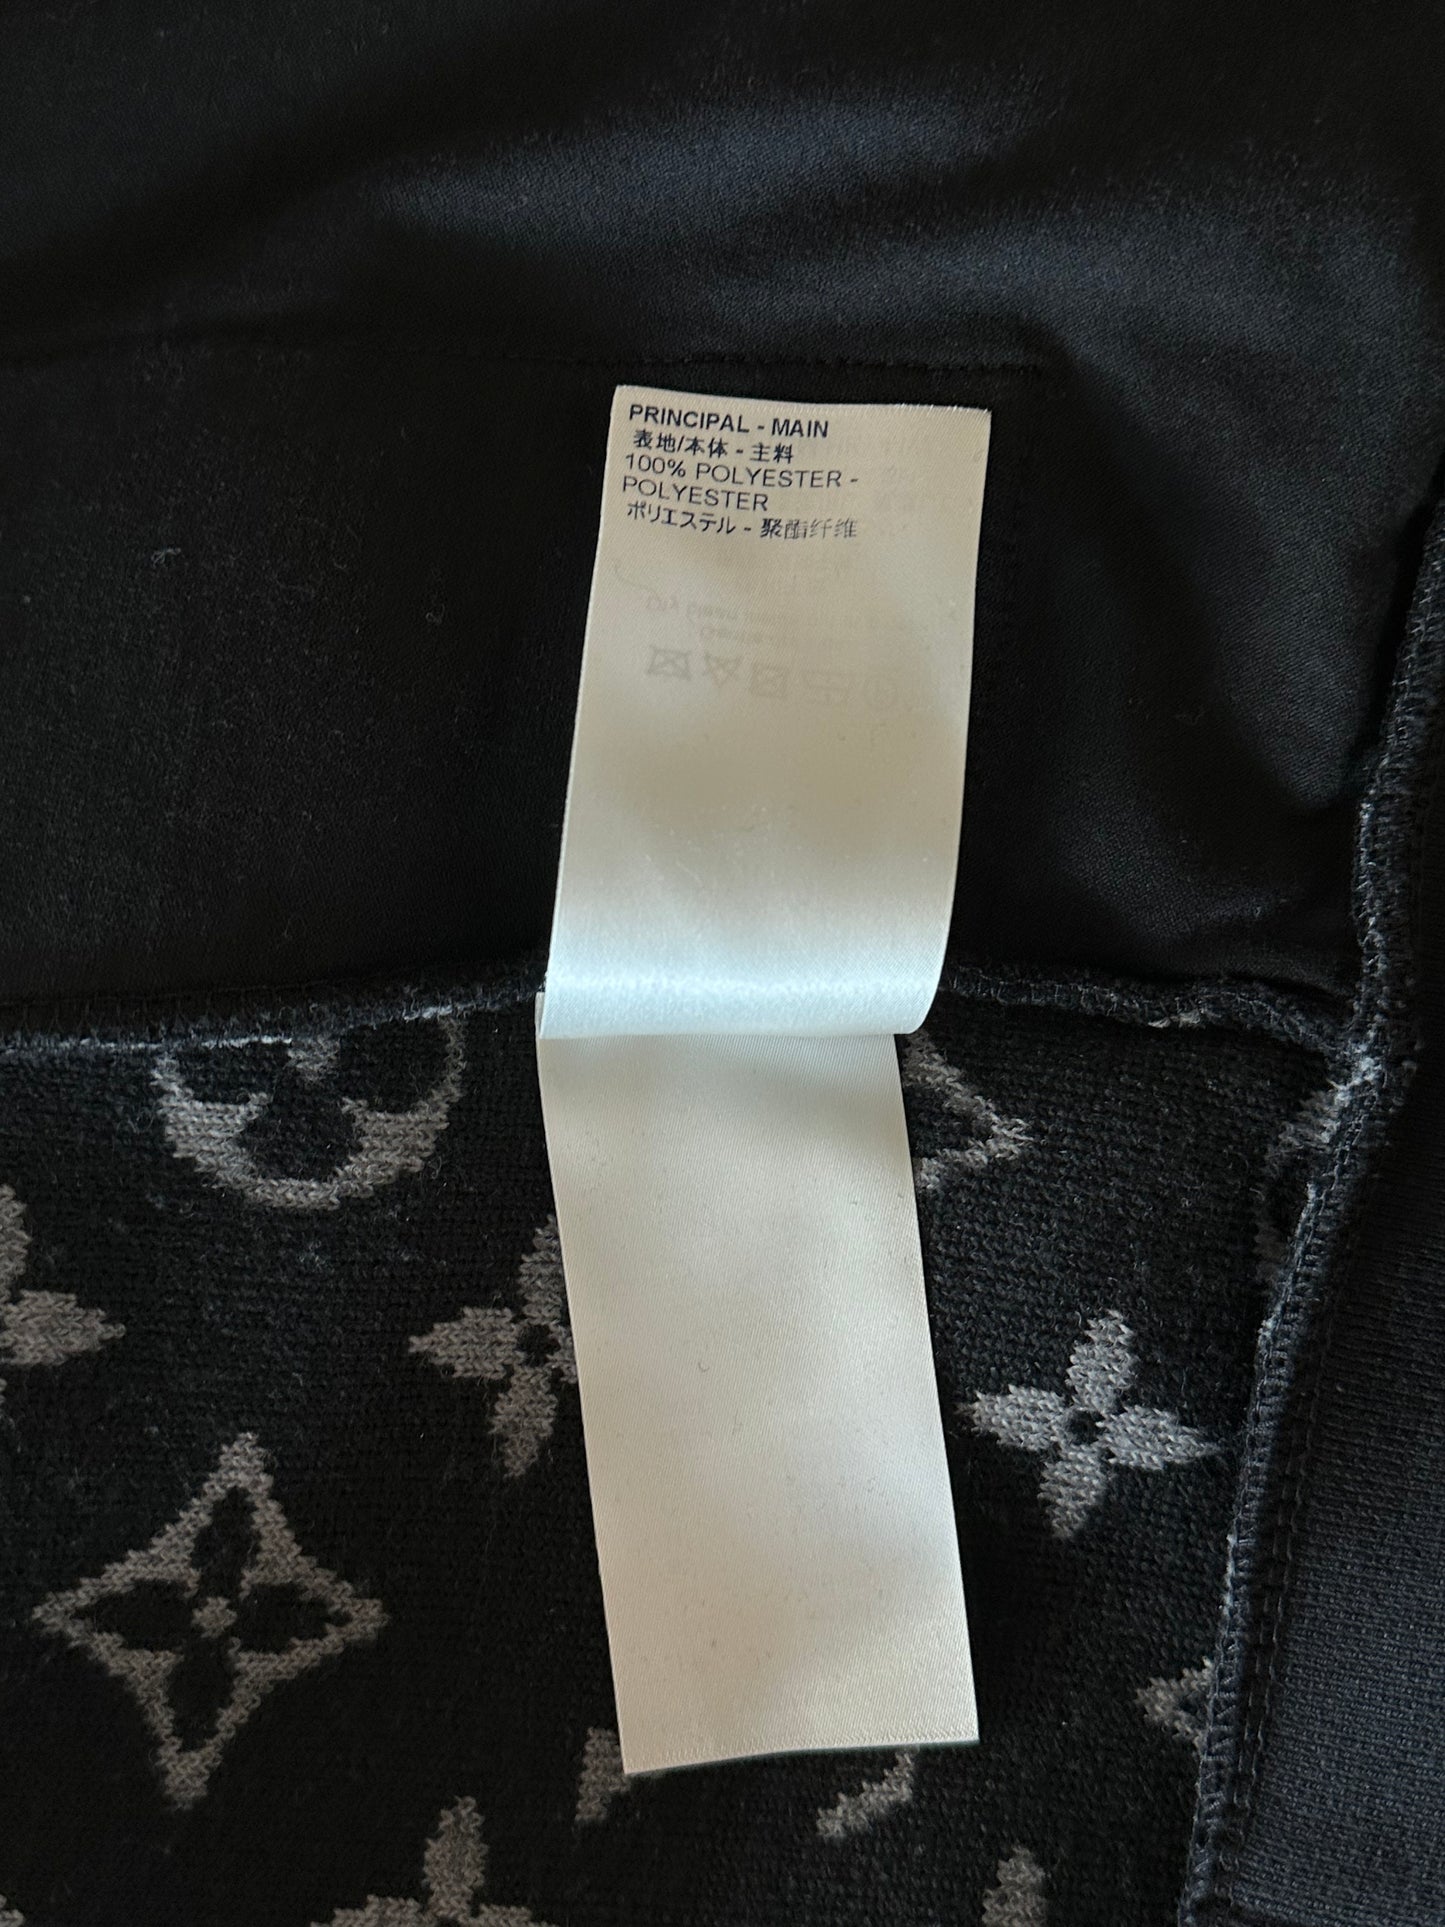 PRINCIPAL - MAIN
表地/本体 - 主料
100% POLYESTER -
POLYESTER
ポリエステル - 聚酯纤维